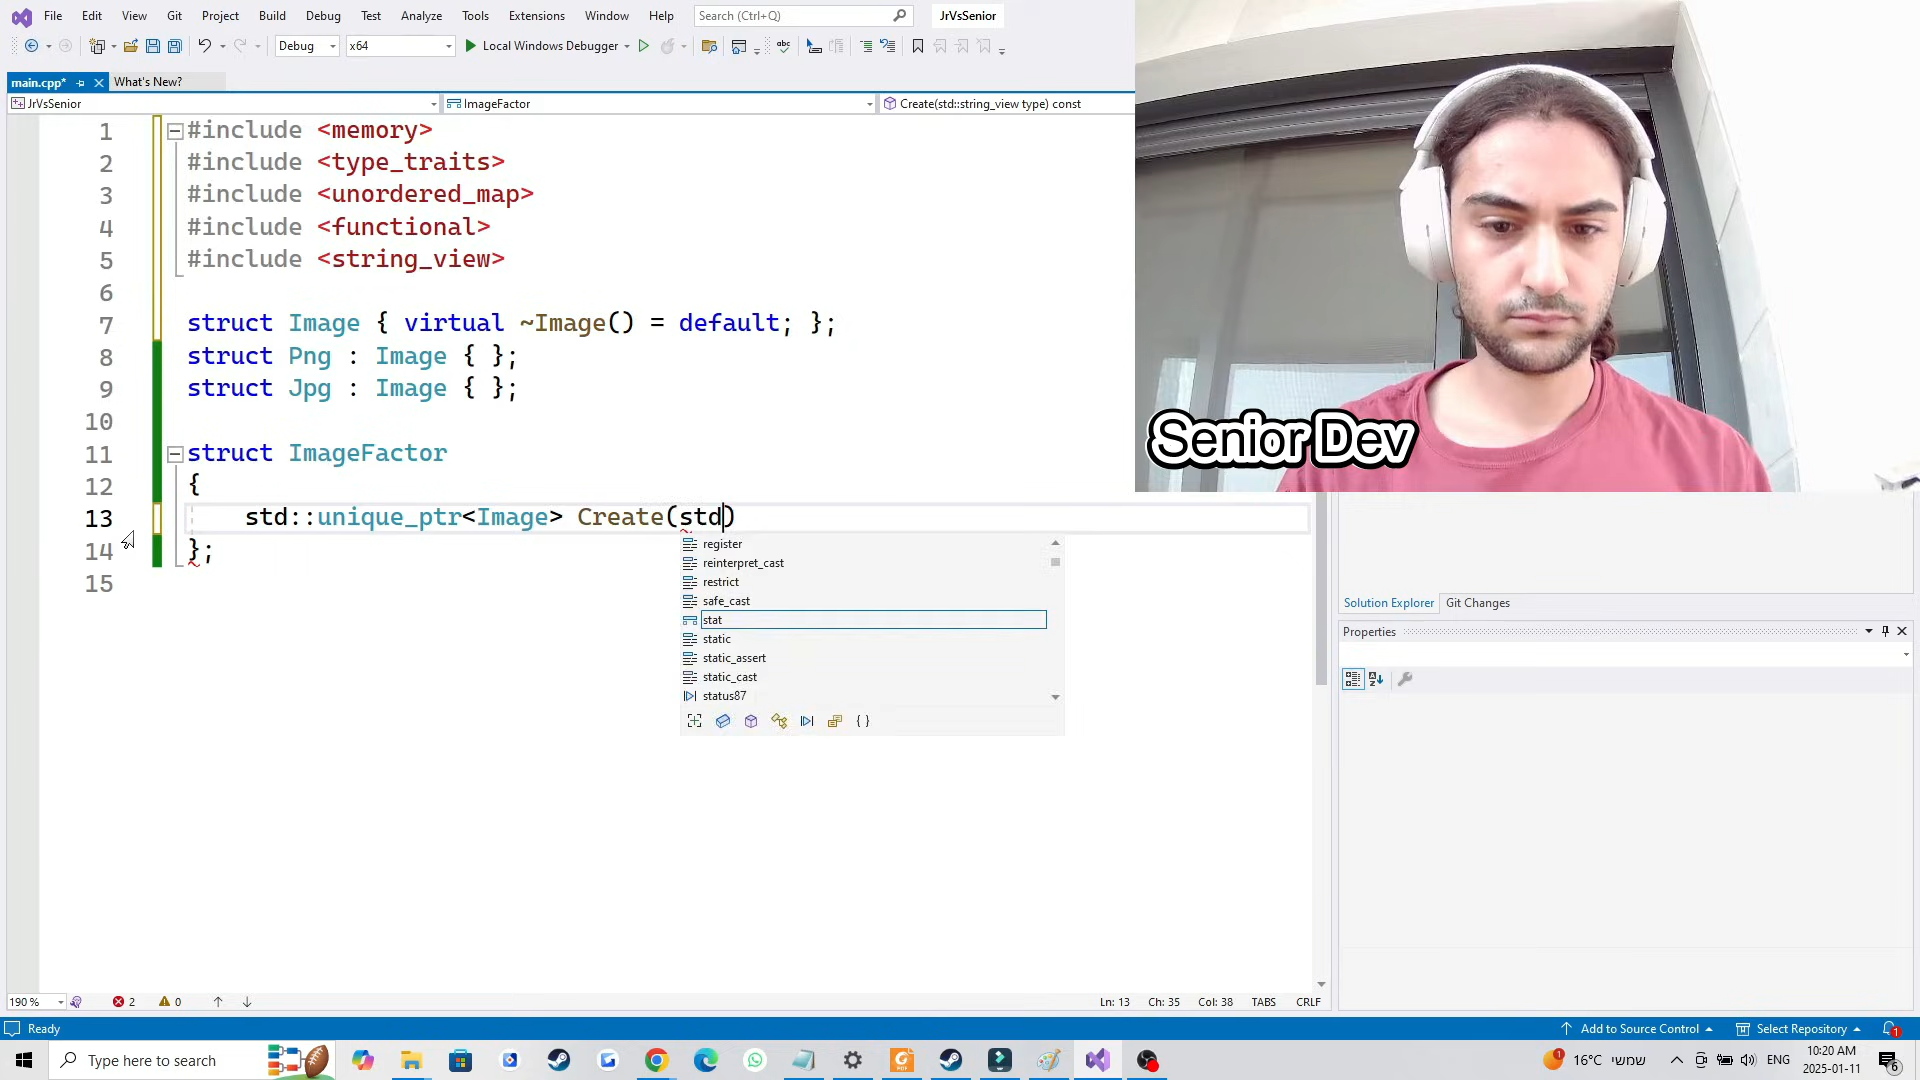 File Edit View Git Project Build Debug Test Analyze Tools Extensions Window Help Search (Ctrl+Q) JrVsSenior
Debug x64 Local Windows Debugger
main.cpp* What's New?
JrVsSenior ImageFactor Create(std::string_view type) const
1 #include <memory>
2 #include <type_traits>
3 #include <unordered_map>
4 #include <functional>
5 #include <string_view>
6
7 struct Image { virtual ~Image() = default; };
8 struct Png : Image { };
9 struct Jpg : Image { };
10
11 struct ImageFactor
12 {
13 std::unique_ptr<Image> Create(std)
14 };
15
register
reinterpret_cast
restrict
safe_cast
stat
static
static_assert
static_cast
status87
Senior Dev
Solution Explorer Git Changes
Properties
190 % 2 0 Ln: 13 Ch: 35 Col: 38 TABS CRLF
Ready Add to Source Control Select Repository 1
Type here to search 1 16°C שמשי ENG 10:20 AM 2025-01-11 6